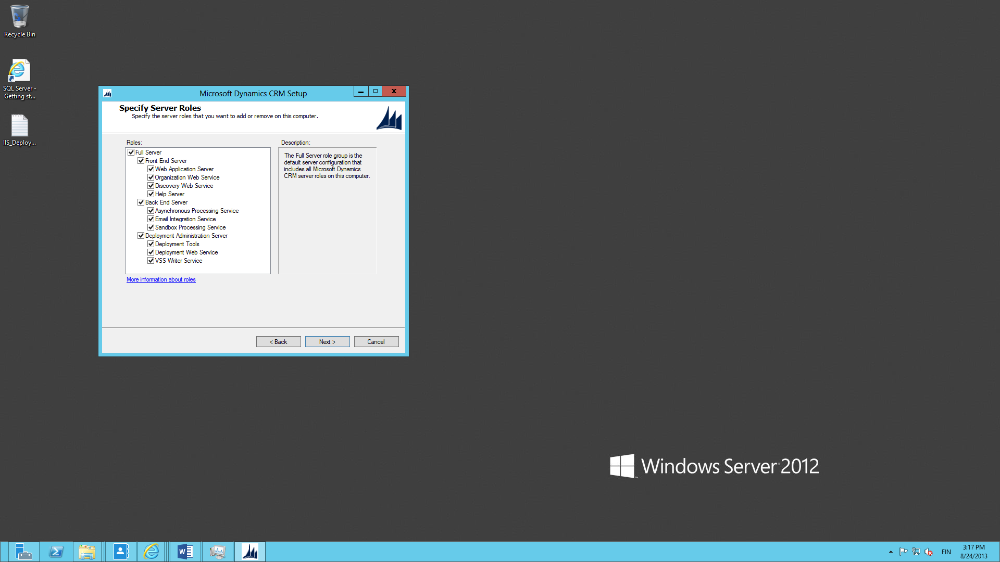 Recycle Bin
SQL Server -
Getting st...
IIS_Deploy...
Microsoft Dynamics CRM Setup
Specify Server Roles
Specify the server roles that you want to add or remove on this computer.
Roles:
Full Server
Front End Server
Web Application Server
Organization Web Service
Discovery Web Service
Help Server
Back End Server
Asynchronous Processing Service
Email Integration Service
Sandbox Processing Service
Deployment Administration Server
Deployment Tools
Deployment Web Service
VSS Writer Service
More information about roles
Description:
The Full Server role group is the
default server configuration that
includes all Microsoft Dynamics
CRM server roles on this computer.
< Back
Next >
Cancel
Windows Server 2012
FIN
3:17 PM
8/24/2013